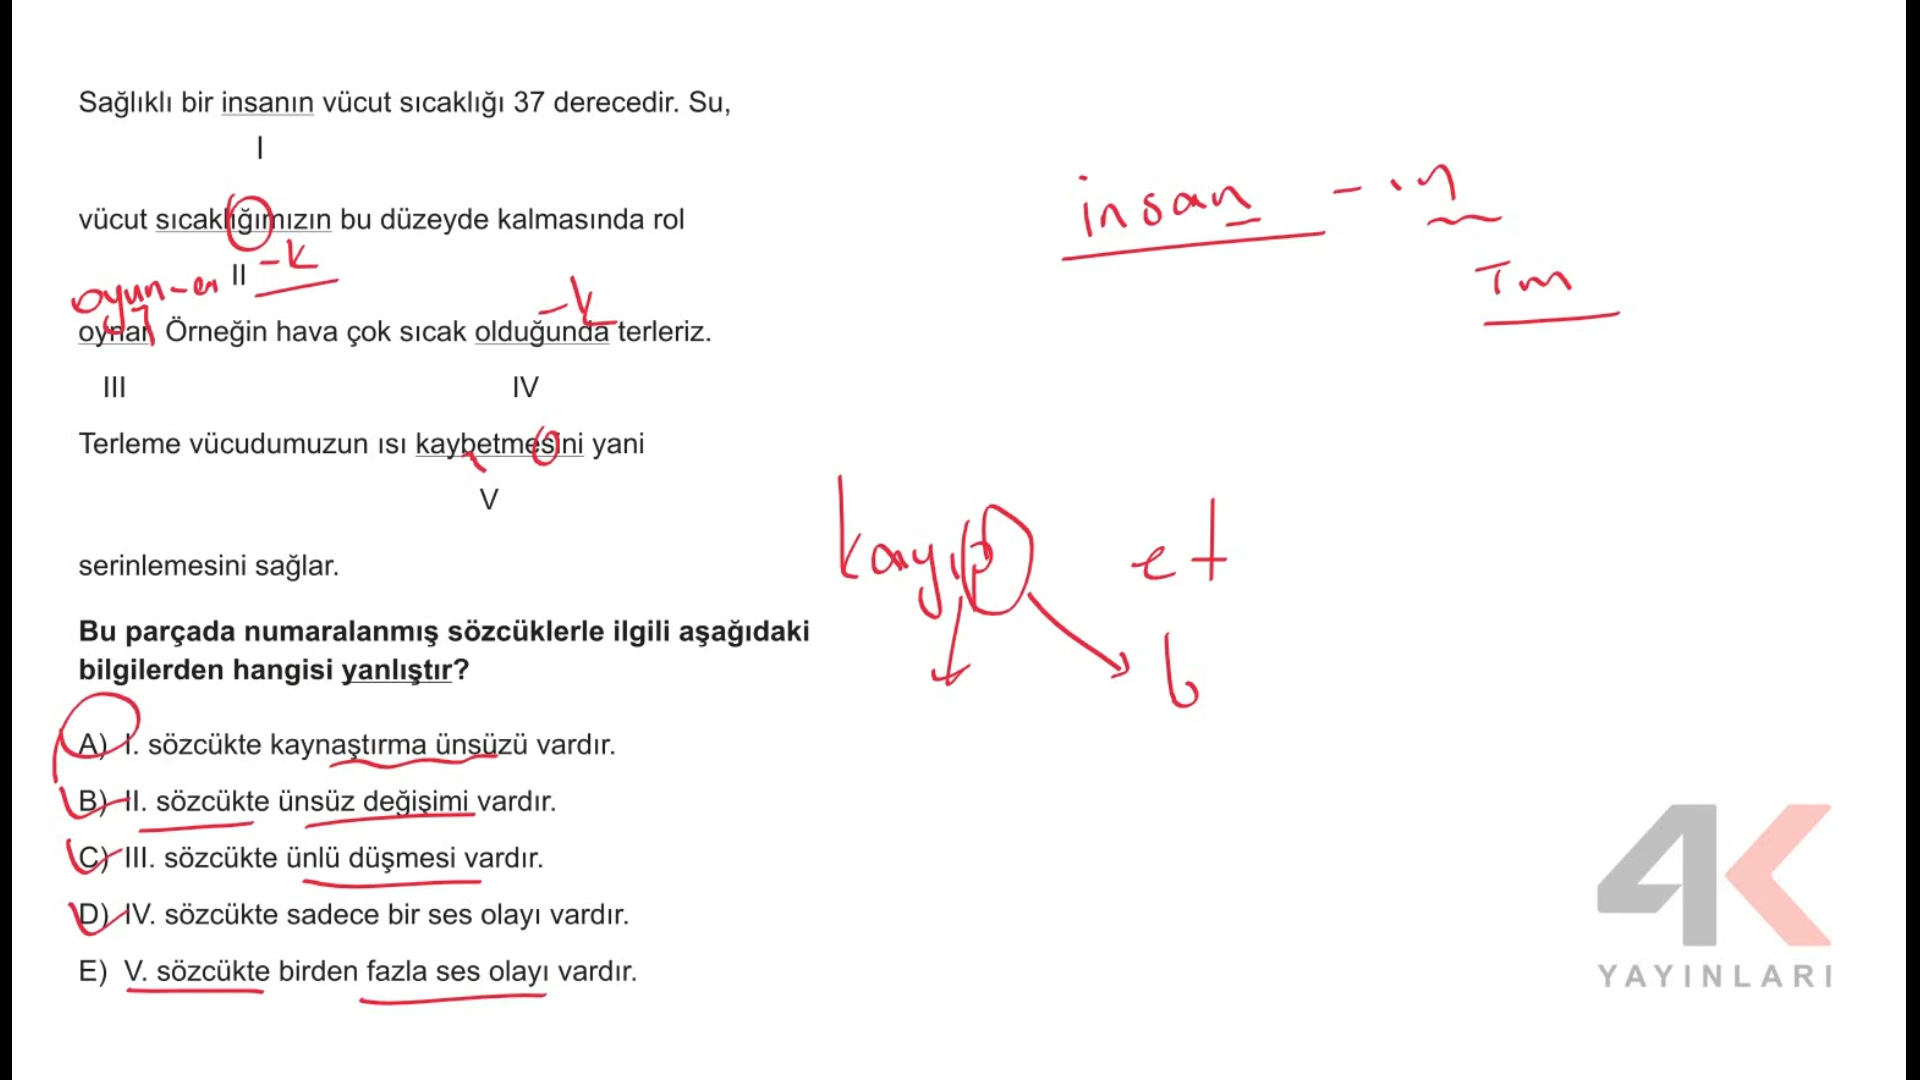 Sağlıklı bir insanın vücut sıcaklığı 37 derecedir. Su,
I
insan - ın
Tm
vücut sıcaklığımızın bu düzeyde kalmasında rol
II -k
oyun-a
-k
oynar. Örneğin hava çok sıcak olduğunda terleriz.
III IV
Terleme vücudumuzun ısı kaybetmesini yani
V
kayıp et
b
serinlemesini sağlar.
Bu parçada numaralanmış sözcüklerle ilgili aşağıdaki
bilgilerden hangisi yanlıştır?
A) I. sözcükte kaynaştırma ünsüzü vardır.
B) II. sözcükte ünsüz değişimi vardır.
C) III. sözcükte ünlü düşmesi vardır.
D) IV. sözcükte sadece bir ses olayı vardır.
E) V. sözcükte birden fazla ses olayı vardır.
4K
YAYINLARI